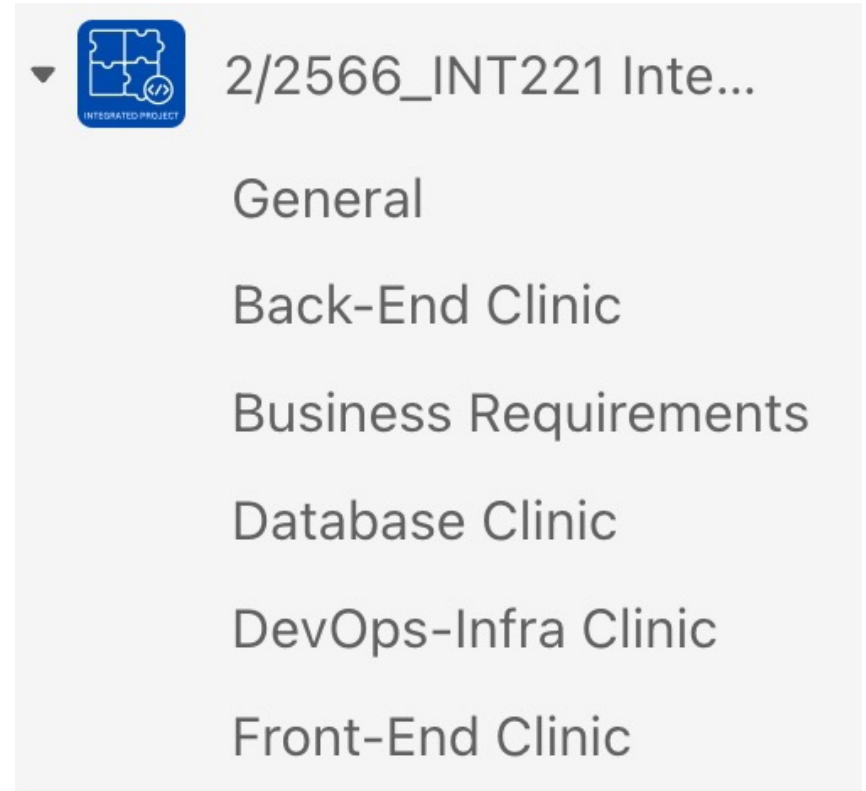 2/2566_INT221 Inte...
</>
INTEGRATED PROJECT
General
Back-End Clinic
Business Requirements
Database Clinic
DevOps-Infra Clinic
Front-End Clinic